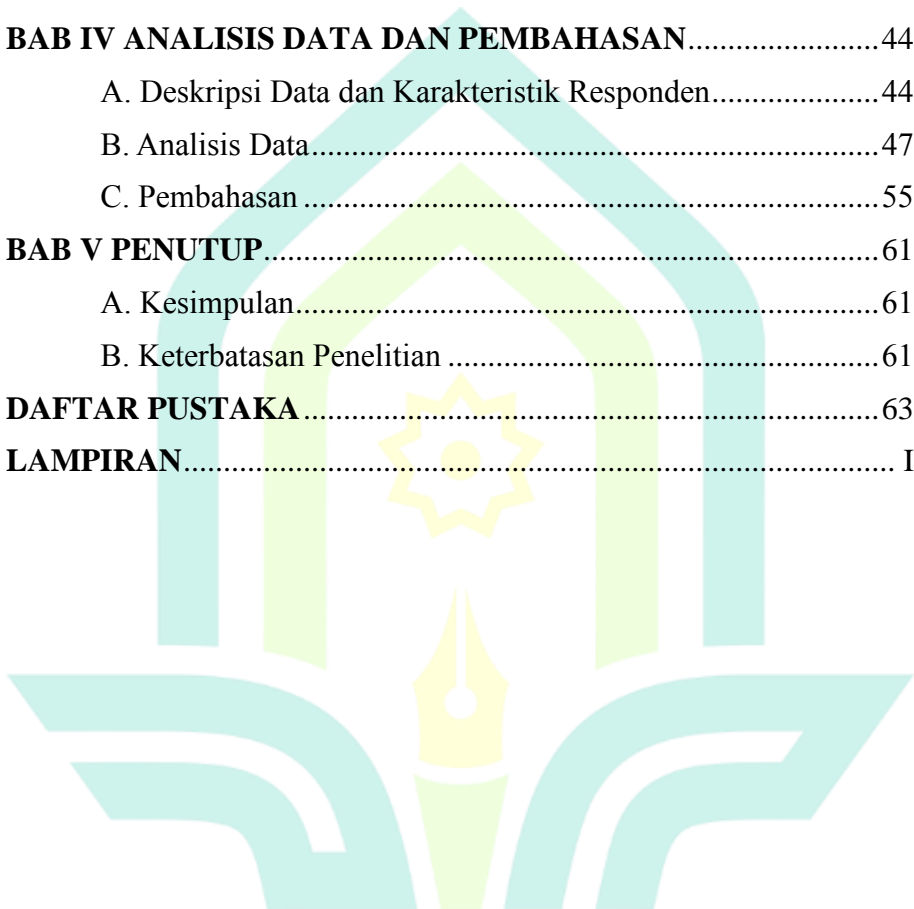 BAB IV ANALISIS DATA DAN PEMBAHASAN........................44
A. Deskripsi Data dan Karakteristik Responden.....................44
B. Analisis Data.......................................................................47
C. Pembahasan ........................................................................55
BAB V PENUTUP.............................................................................61
A. Kesimpulan.........................................................................61
B. Keterbatasan Penelitian ......................................................61
DAFTAR PUSTAKA........................................................................63
LAMPIRAN......................................................................................... I